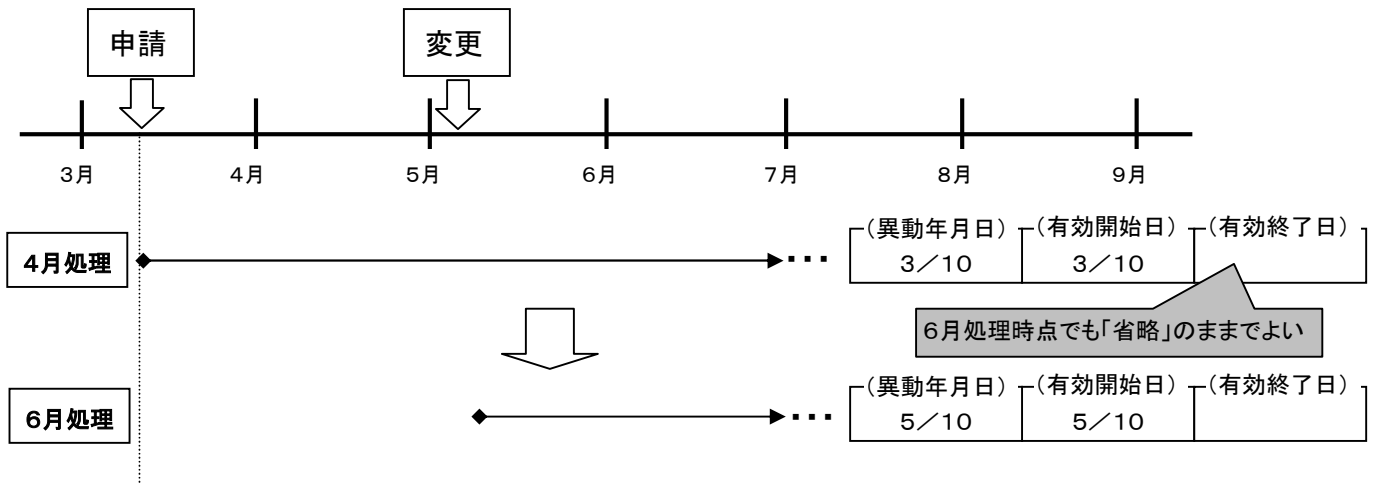 申請
変更
3月
4月
5月
6月
7月
8月
9月
4月処理
(異動年月日)
(有効開始日)
(有効終了日)
3/10
3/10
6月処理時点でも「省略」のままでよい
6月処理
(異動年月日)
(有効開始日)
(有効終了日)
5/10
5/10